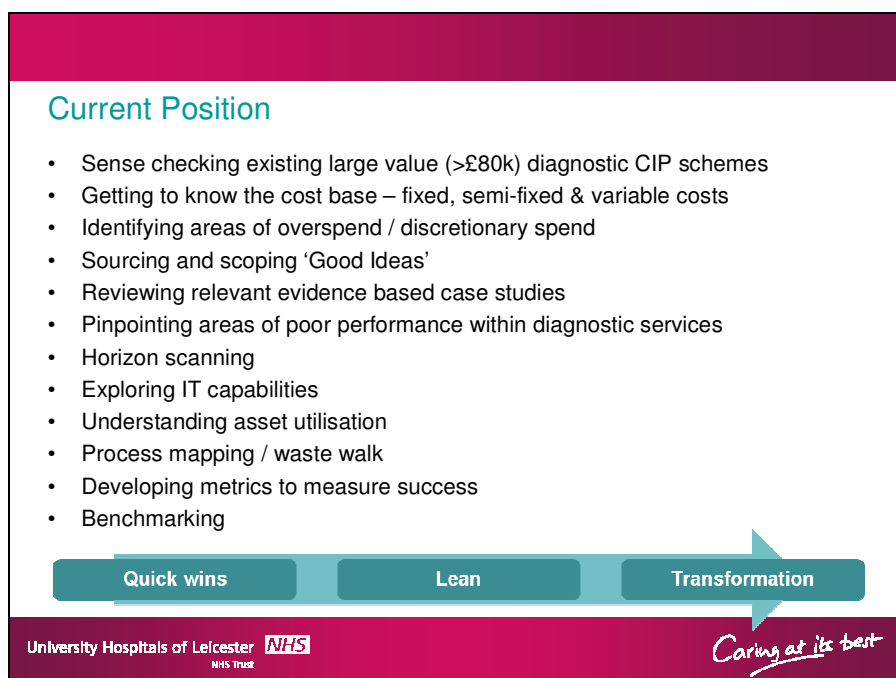 Current Position
• Sense checking existing large value (>£80k) diagnostic CIP schemes
• Getting to know the cost base – fixed, semi-fixed & variable costs
• Identifying areas of overspend / discretionary spend
• Sourcing and scoping ‘Good Ideas’
• Reviewing relevant evidence based case studies
• Pinpointing areas of poor performance within diagnostic services
• Horizon scanning
• Exploring IT capabilities
• Understanding asset utilisation
• Process mapping / waste walk
• Developing metrics to measure success
• Benchmarking
Quick wins Lean Transformation
University Hospitals of Leicester NHS
NHS Trust
Caring at its best